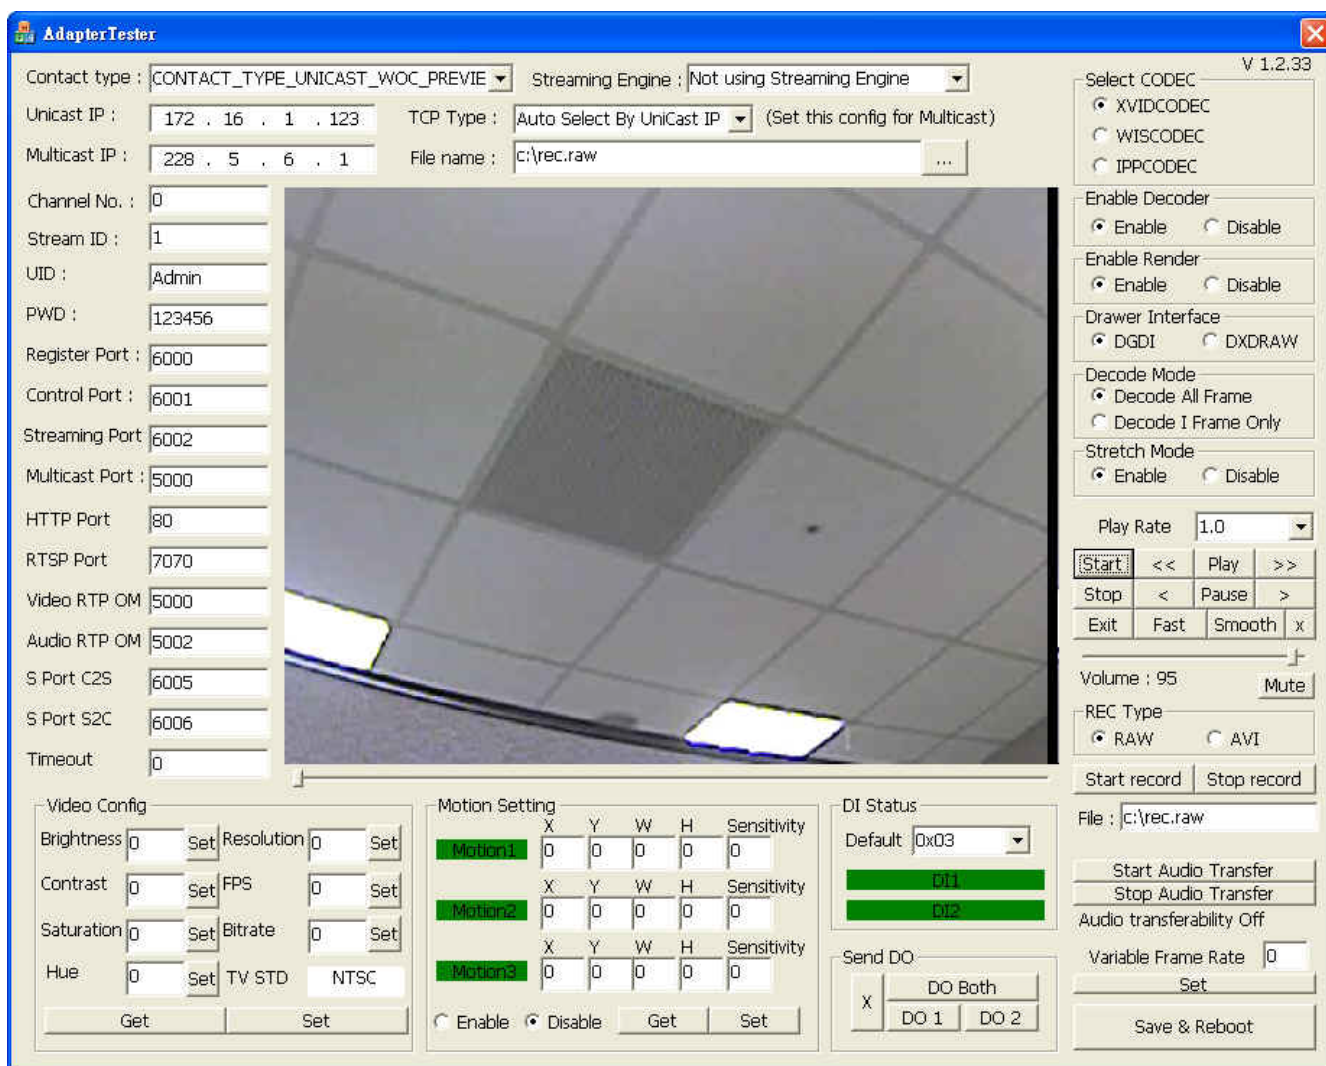 AdapterTester
V 1.2.33
Contact type : CONTACT_TYPE_UNICAST_WOC_PREVIE Streaming Engine : Not using Streaming Engine
Unicast IP : 172 . 16 . 1 . 123 TCP Type : Auto Select By UniCast IP (Set this config for Multicast)
Multicast IP : 228 . 5 . 6 . 1 File name : c:\rec.raw ...
Channel No. : 0
Stream ID : 1
UID : Admin
PWD : 123456
Register Port : 6000
Control Port : 6001
Streaming Port 6002
Multicast Port : 5000
HTTP Port 80
RTSP Port 7070
Video RTP OM 5000
Audio RTP OM 5002
S Port C2S 6005
S Port S2C 6006
Timeout 0
Select CODEC
XVIDCODEC
WISCODEC
IPPCODEC
Enable Decoder
Enable Disable
Enable Render
Enable Disable
Drawer Interface
DGDI DXDRAW
Decode Mode
Decode All Frame
Decode I Frame Only
Stretch Mode
Enable Disable
Play Rate 1.0
Start << Play >>
Stop < Pause >
Exit Fast Smooth x
Volume : 95 Mute
REC Type
RAW AVI
Start record Stop record
File : c:\rec.raw
Start Audio Transfer
Stop Audio Transfer
Audio transferability Off
Variable Frame Rate 0
Set
Save & Reboot
Video Config
Brightness 0 Set Resolution 0 Set
Contrast 0 Set FPS 0 Set
Saturation 0 Set Bitrate 0 Set
Hue 0 Set TV STD NTSC
Get Set
Motion Setting
X Y W H Sensitivity
Motion1 0 0 0 0 0
X Y W H Sensitivity
Motion2 0 0 0 0 0
X Y W H Sensitivity
Motion3 0 0 0 0 0
Enable Disable Get Set
DI Status
Default 0x03
DI1
DI2
Send DO
X DO Both
DO 1 DO 2